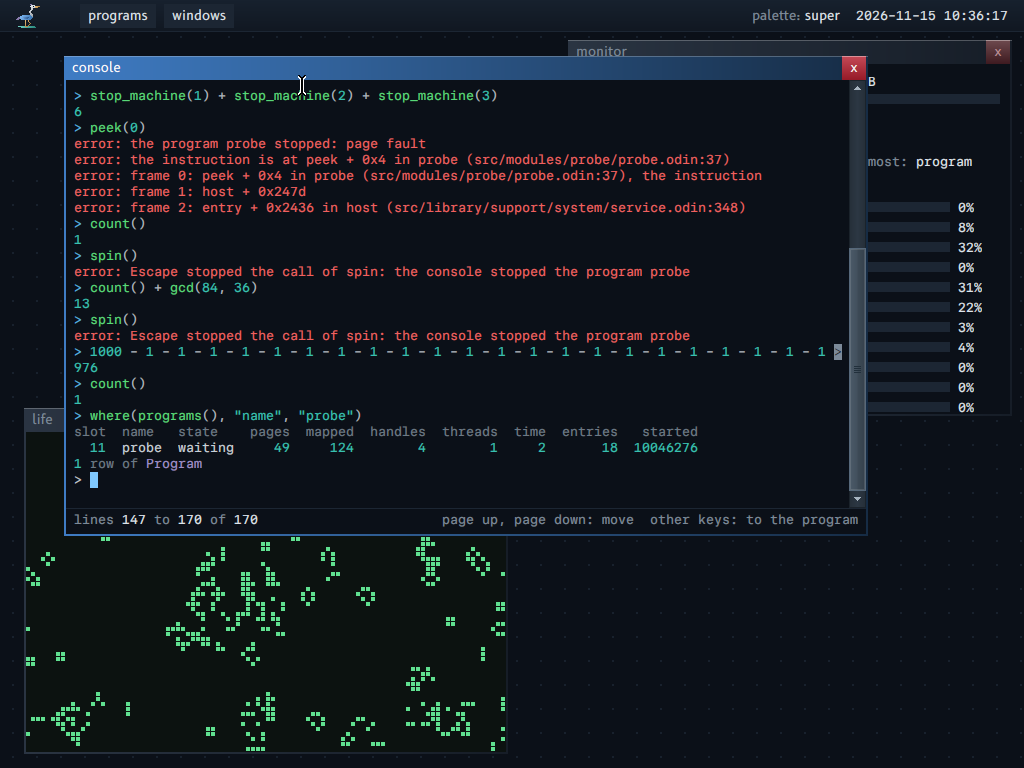 programs windows palette: super 2026-11-15 10:36:17
monitor x
console x
> stop_machine(1) + stop_machine(2) + stop_machine(3)
6
> peek(0)
error: the program probe stopped: page fault
error: the instruction is at peek + 0x4 in probe (src/modules/probe/probe.odin:37)
error: frame 0: peek + 0x4 in probe (src/modules/probe/probe.odin:37), the instruction
error: frame 1: host + 0x247d
error: frame 2: entry + 0x2436 in host (src/library/support/system/service.odin:348)
> count()
1
> spin()
error: Escape stopped the call of spin: the console stopped the program probe
> count() + gcd(84, 36)
13
> spin()
error: Escape stopped the call of spin: the console stopped the program probe
> 1000 - 1 - 1 - 1 - 1 - 1 - 1 - 1 - 1 - 1 - 1 - 1 - 1 - 1 - 1 - 1 - 1 - 1 - 1 - 1 - 1 - 1 - 1 >
976
> count()
1
> where(programs(), "name", "probe")
slot name state pages mapped handles threads time entries started
11 probe waiting 49 124 4 1 2 18 10046276
1 row of Program
>
lines 147 to 170 of 170 page up, page down: move other keys: to the program
B
most: program
0%
8%
32%
0%
31%
22%
3%
4%
0%
0%
0%
life